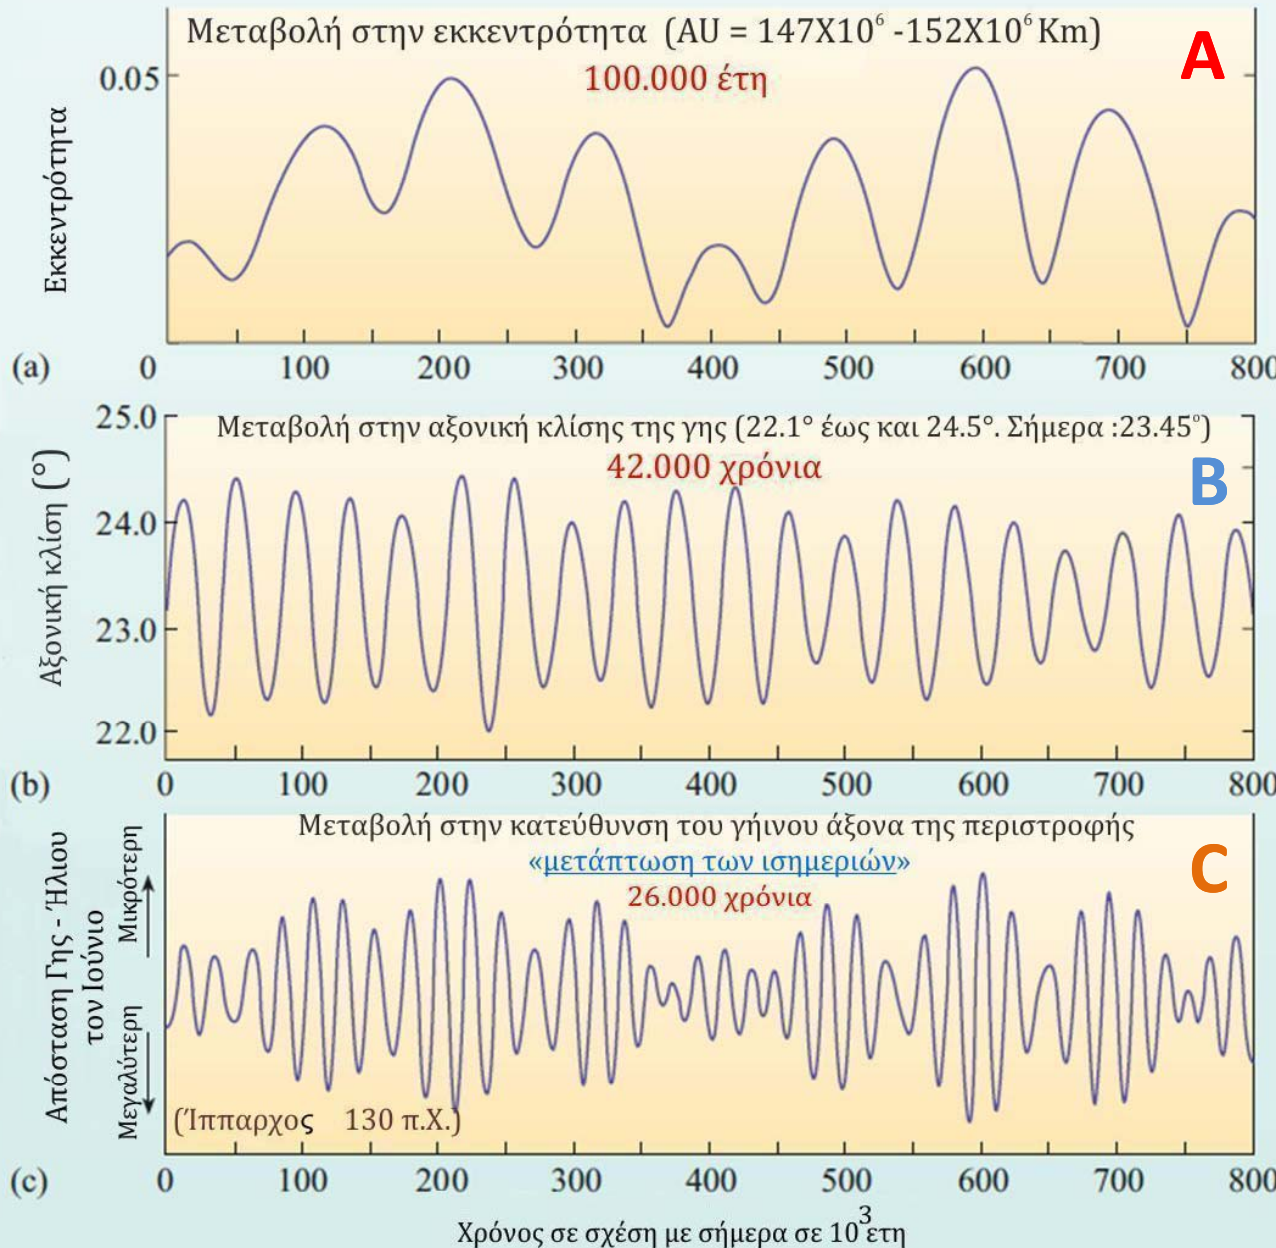 Μεταβολή στην εκκεντρότητα (AU = 147X10⁶ -152X10⁶ Km)
A
100.000 έτη
0.05
Εκκεντρότητα
(a)
0 100 200 300 400 500 600 700 800
25.0
Μεταβολή στην αξονική κλίσης της γης (22.1° έως και 24.5°. Σήμερα :23.45°)
42.000 χρόνια
B
24.0
23.0
22.0
Αξονική κλίση (°)
(b)
0 100 200 300 400 500 600 700 800
Μεταβολή στην κατεύθυνση του γήινου άξονα της περιστροφής
«μετάπτωση των ισημεριών»
C
26.000 χρόνια
Απόσταση Γης - Ήλιου
τον Ιούνιο
Μικρότερη
Μεγαλύτερη
(Ίππαρχος 130 π.Χ.)
(c)
0 100 200 300 400 500 600 700 800
Χρόνος σε σχέση με σήμερα σε 10³ετη